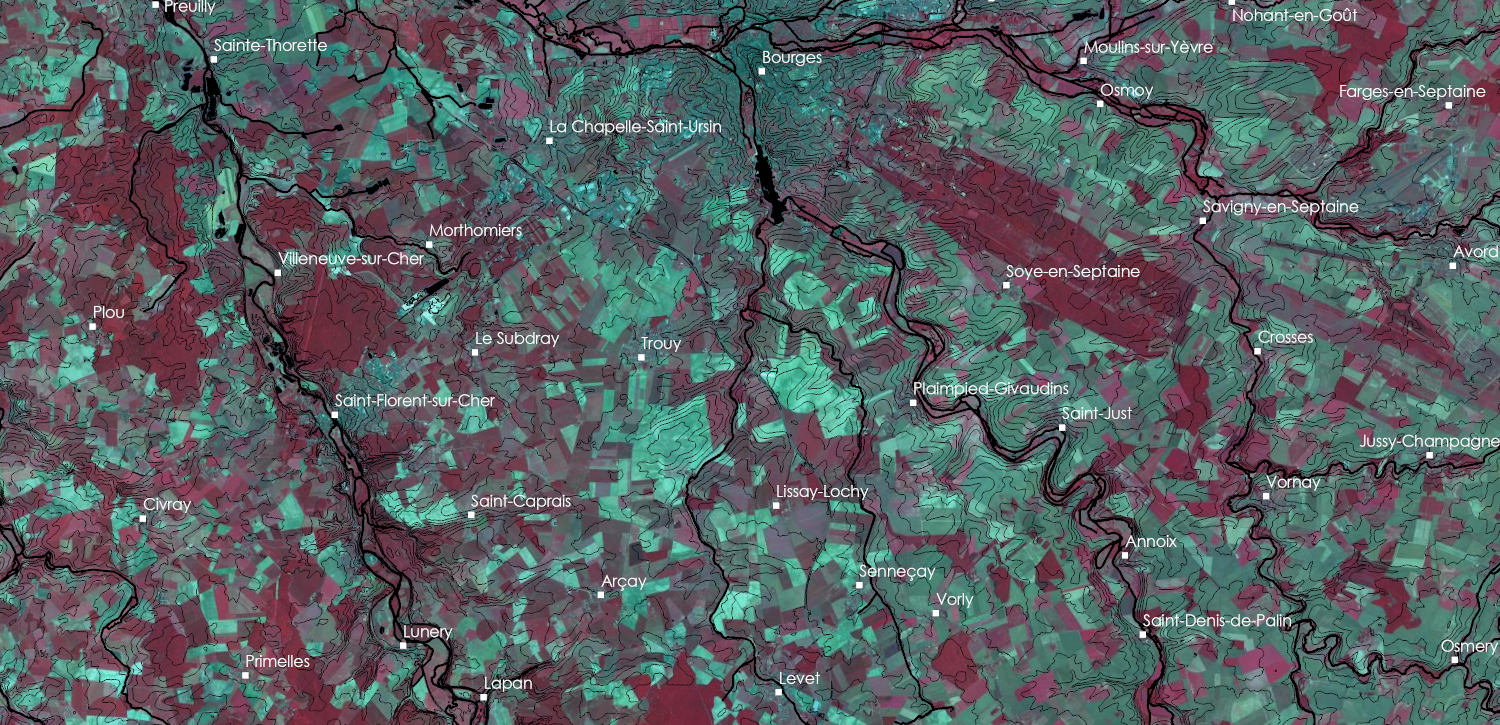 Preuilly
Nohant-en-Goût
Sainte-Thorette
Moulins-sur-Yèvre
Bourges
Osmoy
Farges-en-Septaine
La Chapelle-Saint-Ursin
Savigny-en-Septaine
Morthomiers
Avord
Villeneuve-sur-Cher
Soye-en-Septaine
Plou
Le Subdray
Trouy
Crosses
Plaimpied-Givaudins
Saint-Florent-sur-Cher
Saint-Just
Jussy-Champagne
Vornay
Lissay-Lochy
Saint-Caprais
Civray
Annoix
Senneçay
Arçay
Vorly
Saint-Denis-de-Palin
Lunery
Osmery
Primelles
Levet
Lapan